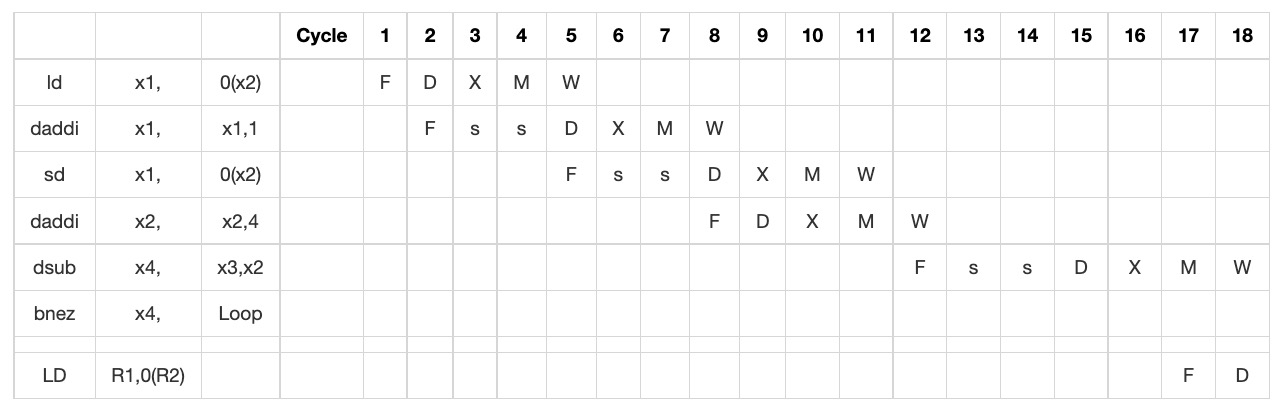 Cycle 1 2 3 4 5 6 7 8 9 10 11 12 13 14 15 16 17 18
ld x1, 0(x2) F D X M W
daddi x1, x1,1 F s s D X M W
sd x1, 0(x2) F s s D X M W
daddi x2, x2,4 F D X M W
dsub x4, x3,x2 F s s D X M W
bnez x4, Loop
LD R1,0(R2) F D